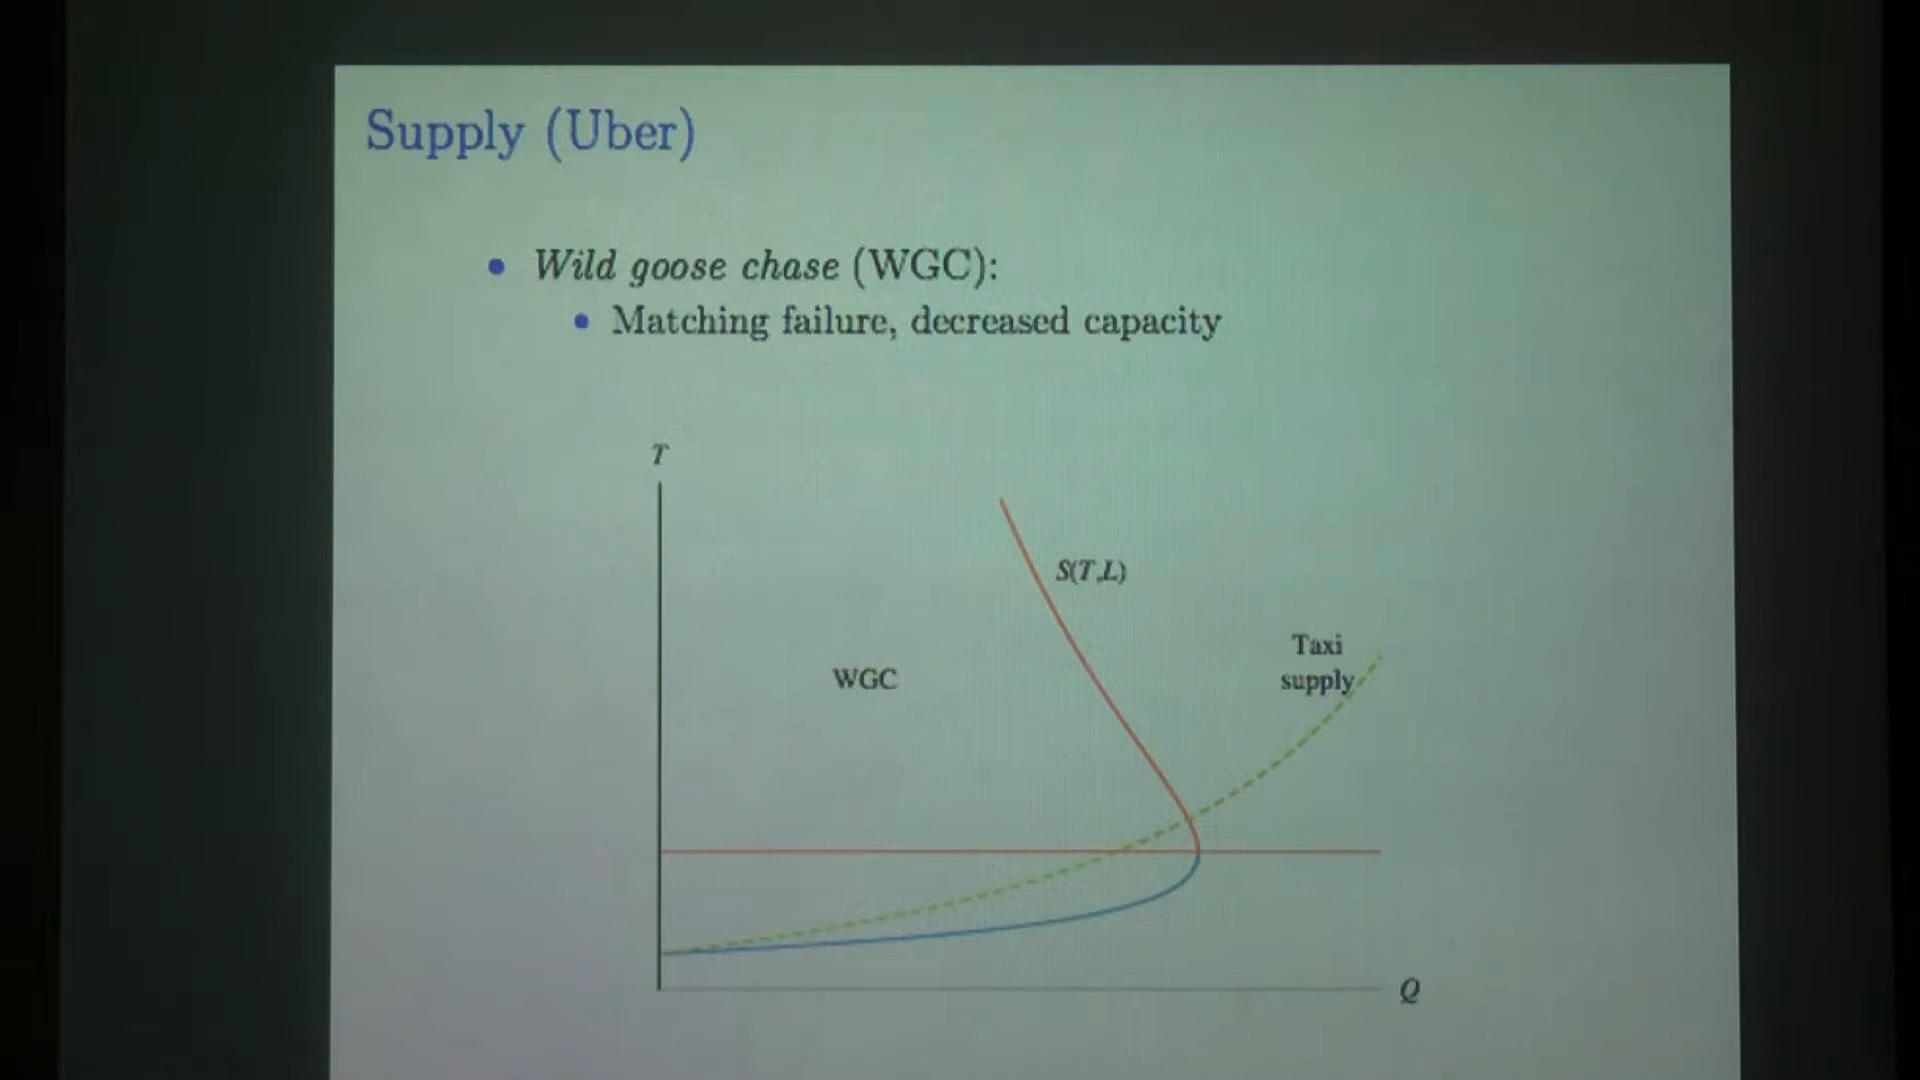 Supply (Uber)
• Wild goose chase (WGC):
• Matching failure, decreased capacity
T
S(T,L)
Taxi
supply
WGC
Q